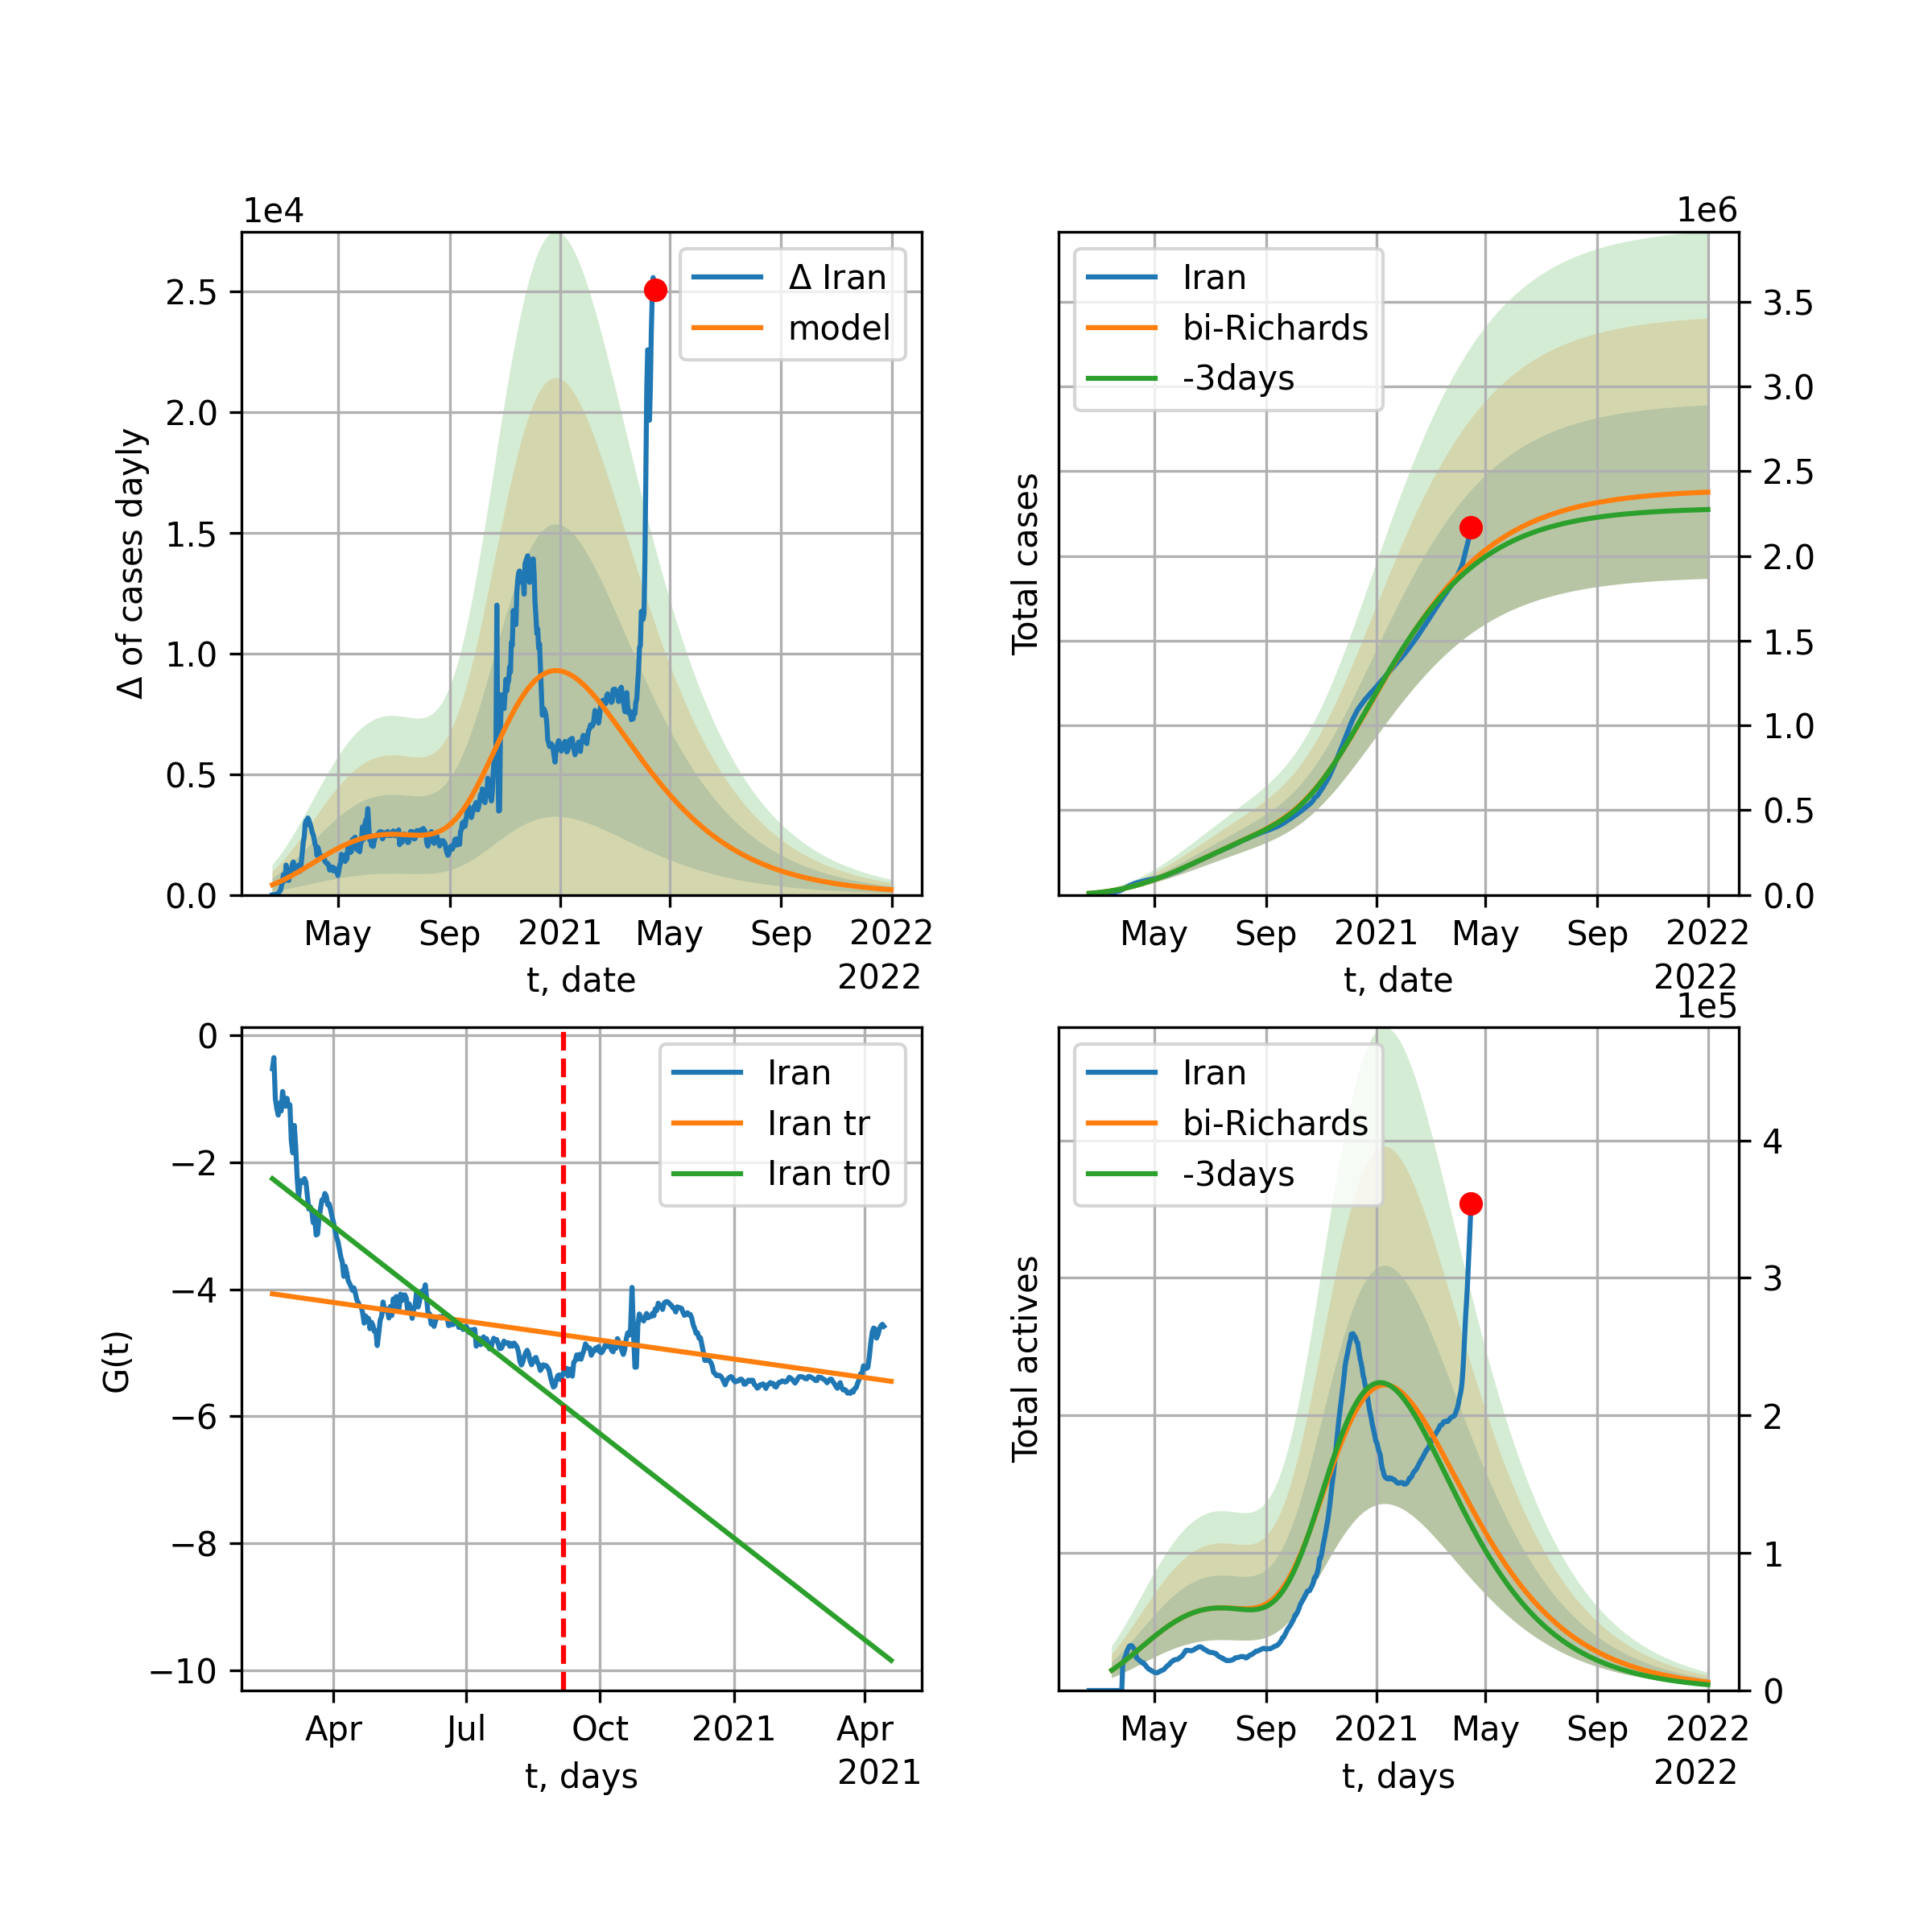 1e4
2.5
2.0
1.5
1.0
0.5
0.0
Δ of cases dayly
Δ Iran
model
May Sep 2021 May Sep 2022
t, date
2022
1e6
Iran
bi-Richards
-3days
Total cases
3.5
3.0
2.5
2.0
1.5
1.0
0.5
0.0
May Sep 2021 May Sep 2022
t, date
2022
0
−2
−4
−6
−8
−10
G(t)
Iran
Iran tr
Iran tr0
Apr Jul Oct 2021 Apr
t, days
2021
1e5
Iran
bi-Richards
-3days
Total actives
4
3
2
1
0
May Sep 2021 May Sep 2022
t, days
2022